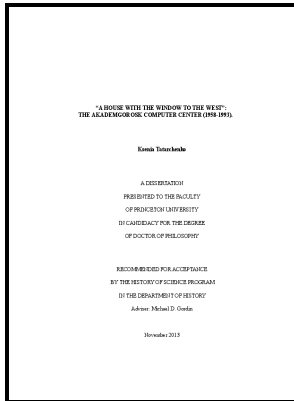 "A HOUSE WITH THE WINDOW TO THE WEST":
THE AKADEMGOROSK COMPUTER CENTER (1958-1993).
Ksenia Tatarchenko
A DISSERTATION
PRESENTED TO THE FACULTY
OF PRINCETON UNIVERSITY
IN CANDIDACY FOR THE DEGREE
OF DOCTOR OF PHILOSOPHY
RECOMMENDED FOR ACCEPTANCE
BY THE HISTORY OF SCIENCE PROGRAM
IN THE DEPARTMENT OF HISTORY
Adviser: Michael D. Gordin
November 2013